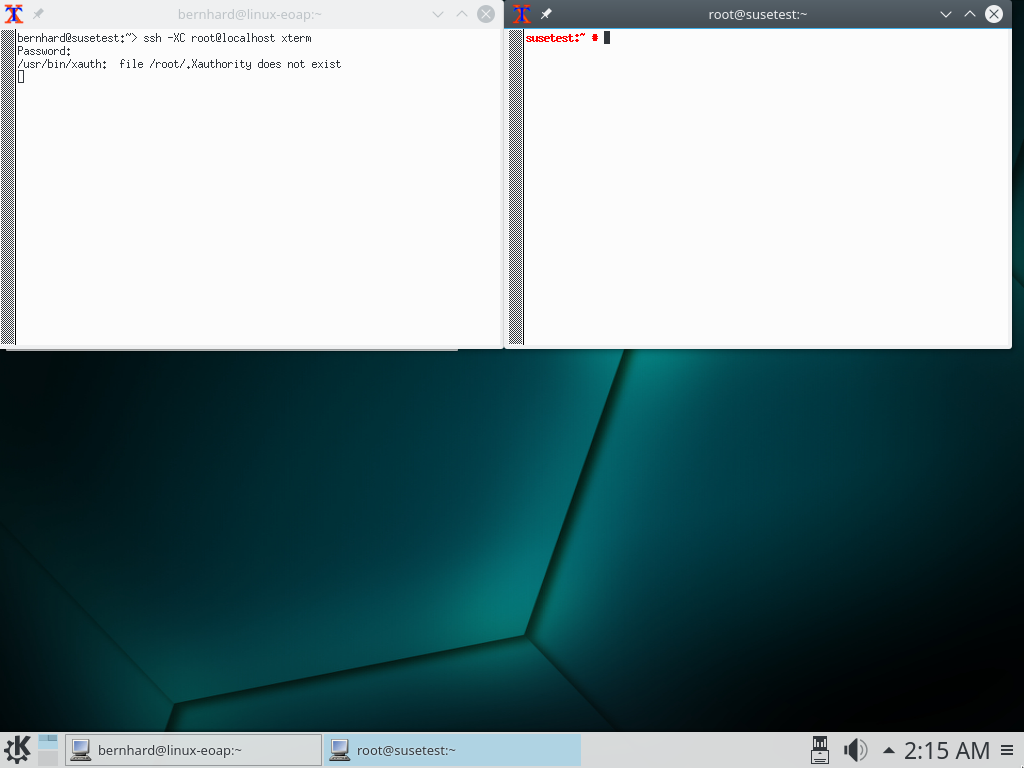 bernhard@linux-eoap:~
bernhard@susetest:~> ssh -XC root@localhost xterm
Password:
/usr/bin/xauth:  file /root/.Xauthority does not exist
root@susetest:~
susetest:~ #
bernhard@linux-eoap:~
root@susetest:~
2:15 AM